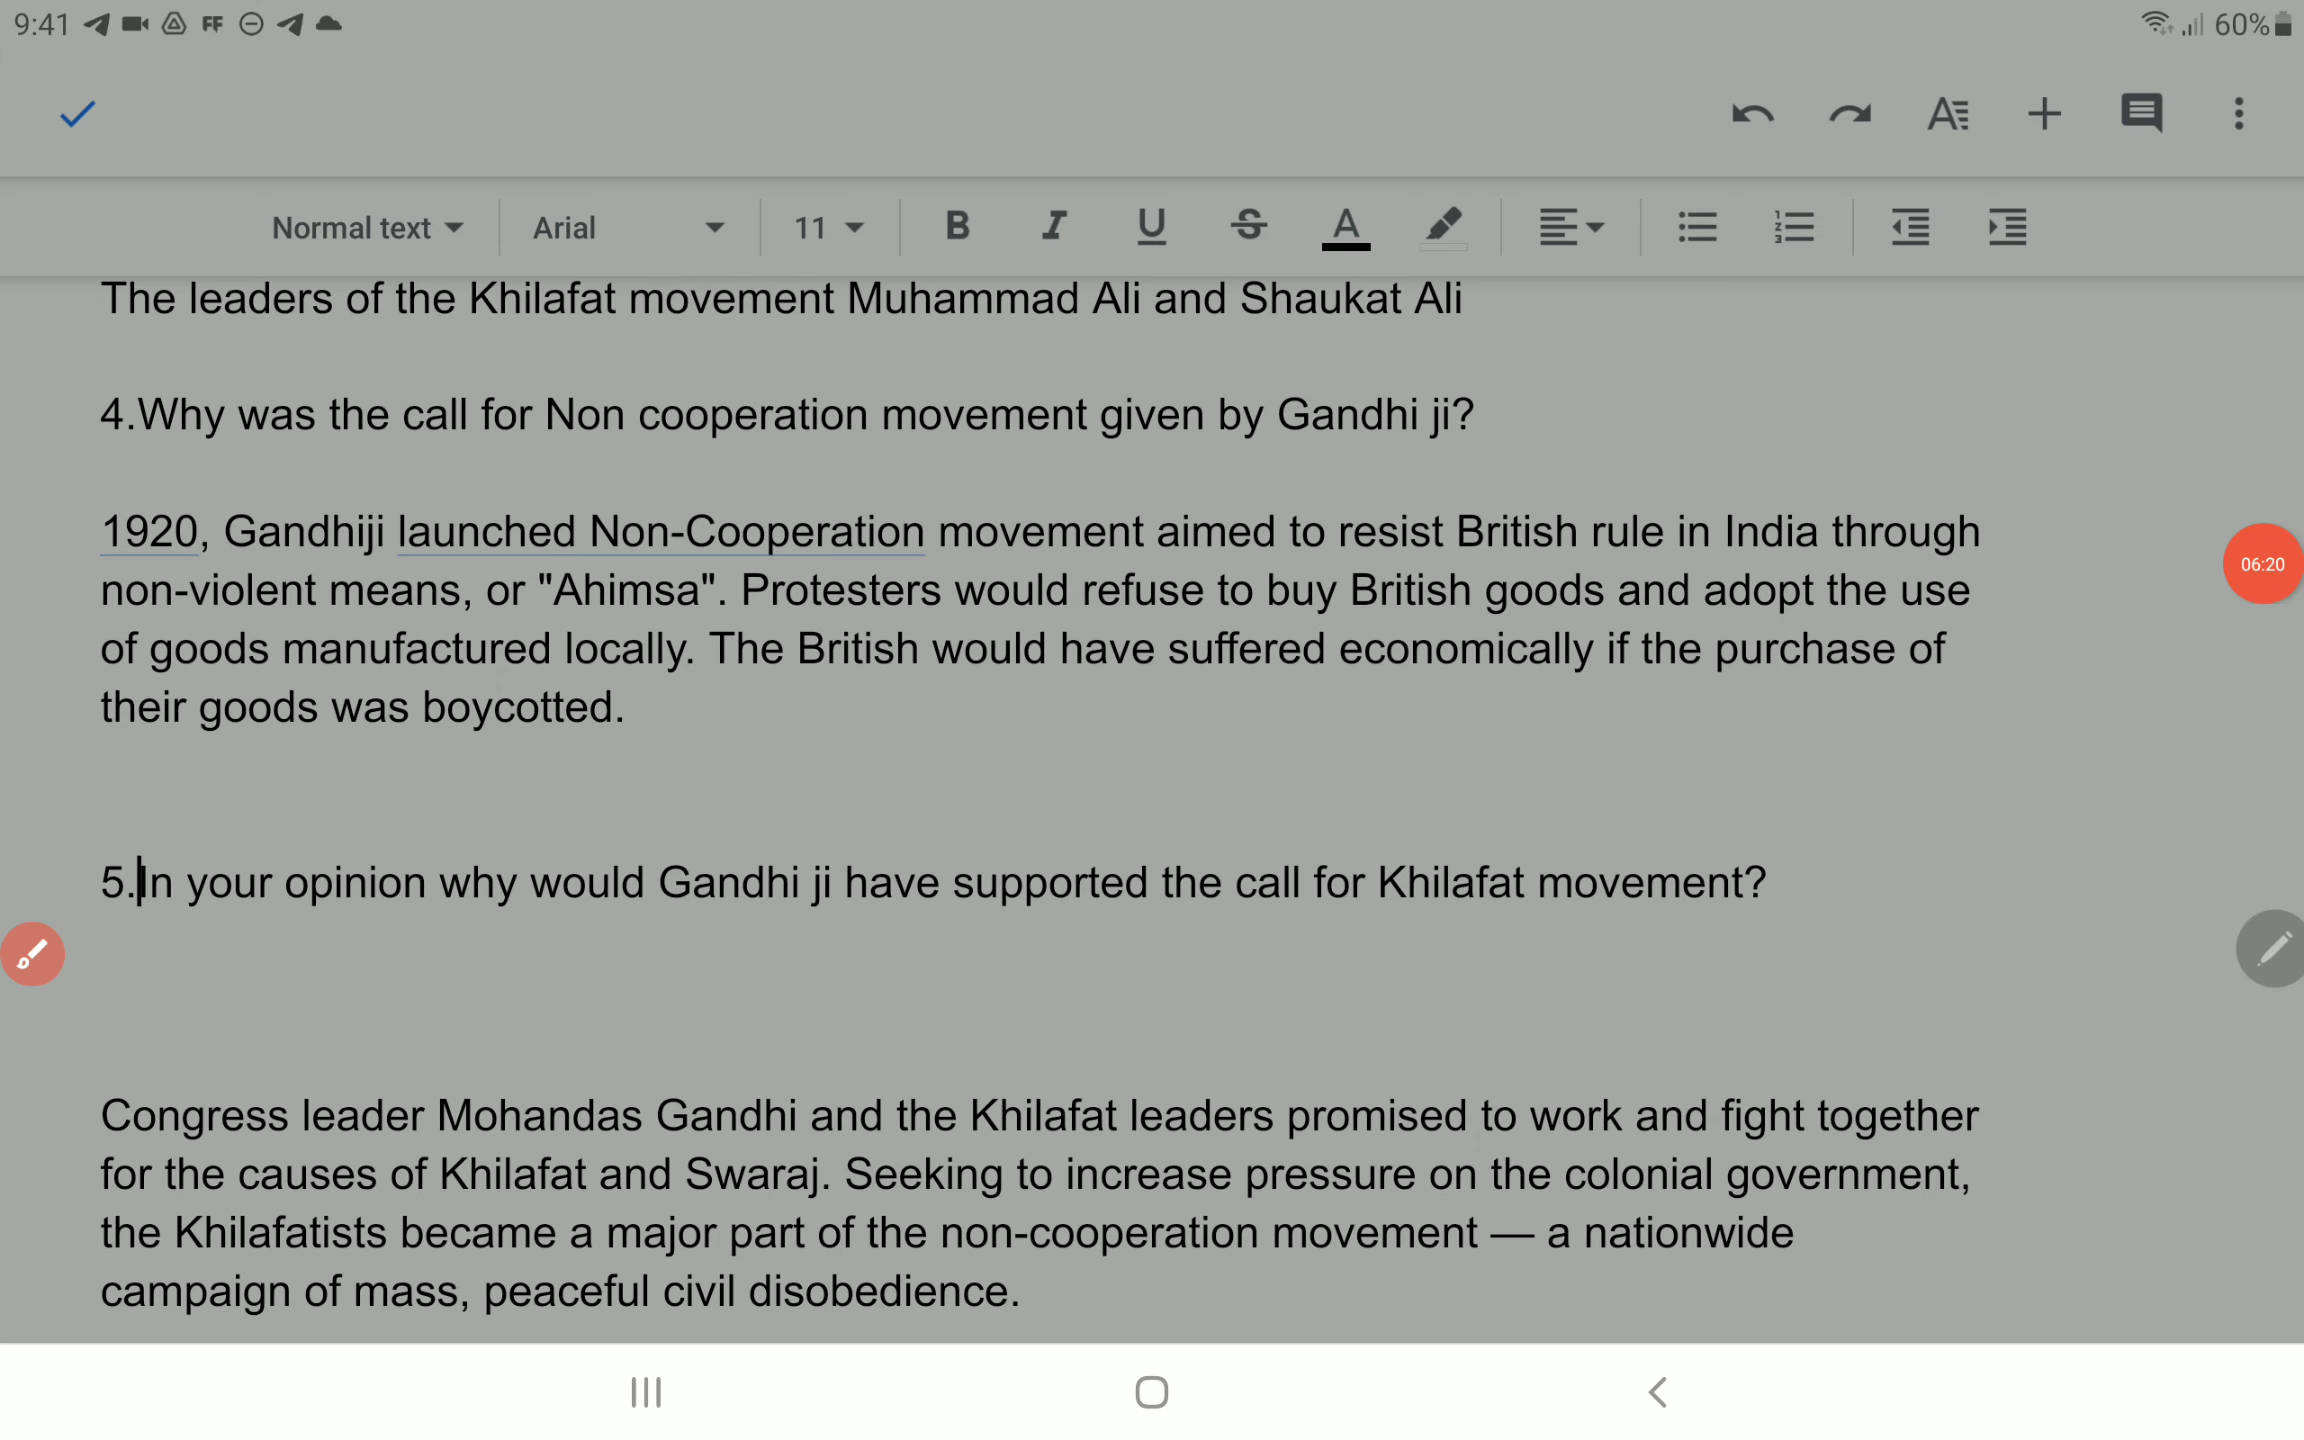 9:41
60%
Normal text
Arial
11
B I U S A
The leaders of the Khilafat movement Muhammad Ali and Shaukat Ali
4.Why was the call for Non cooperation movement given by Gandhi ji?
1920, Gandhiji launched Non-Cooperation movement aimed to resist British rule in India through
06:20
non-violent means, or "Ahimsa". Protesters would refuse to buy British goods and adopt the use
of goods manufactured locally. The British would have suffered economically if the purchase of
their goods was boycotted.
5.In your opinion why would Gandhi ji have supported the call for Khilafat movement?
Congress leader Mohandas Gandhi and the Khilafat leaders promised to work and fight together
for the causes of Khilafat and Swaraj. Seeking to increase pressure on the colonial government,
the Khilafatists became a major part of the non-cooperation movement — a nationwide
campaign of mass, peaceful civil disobedience.